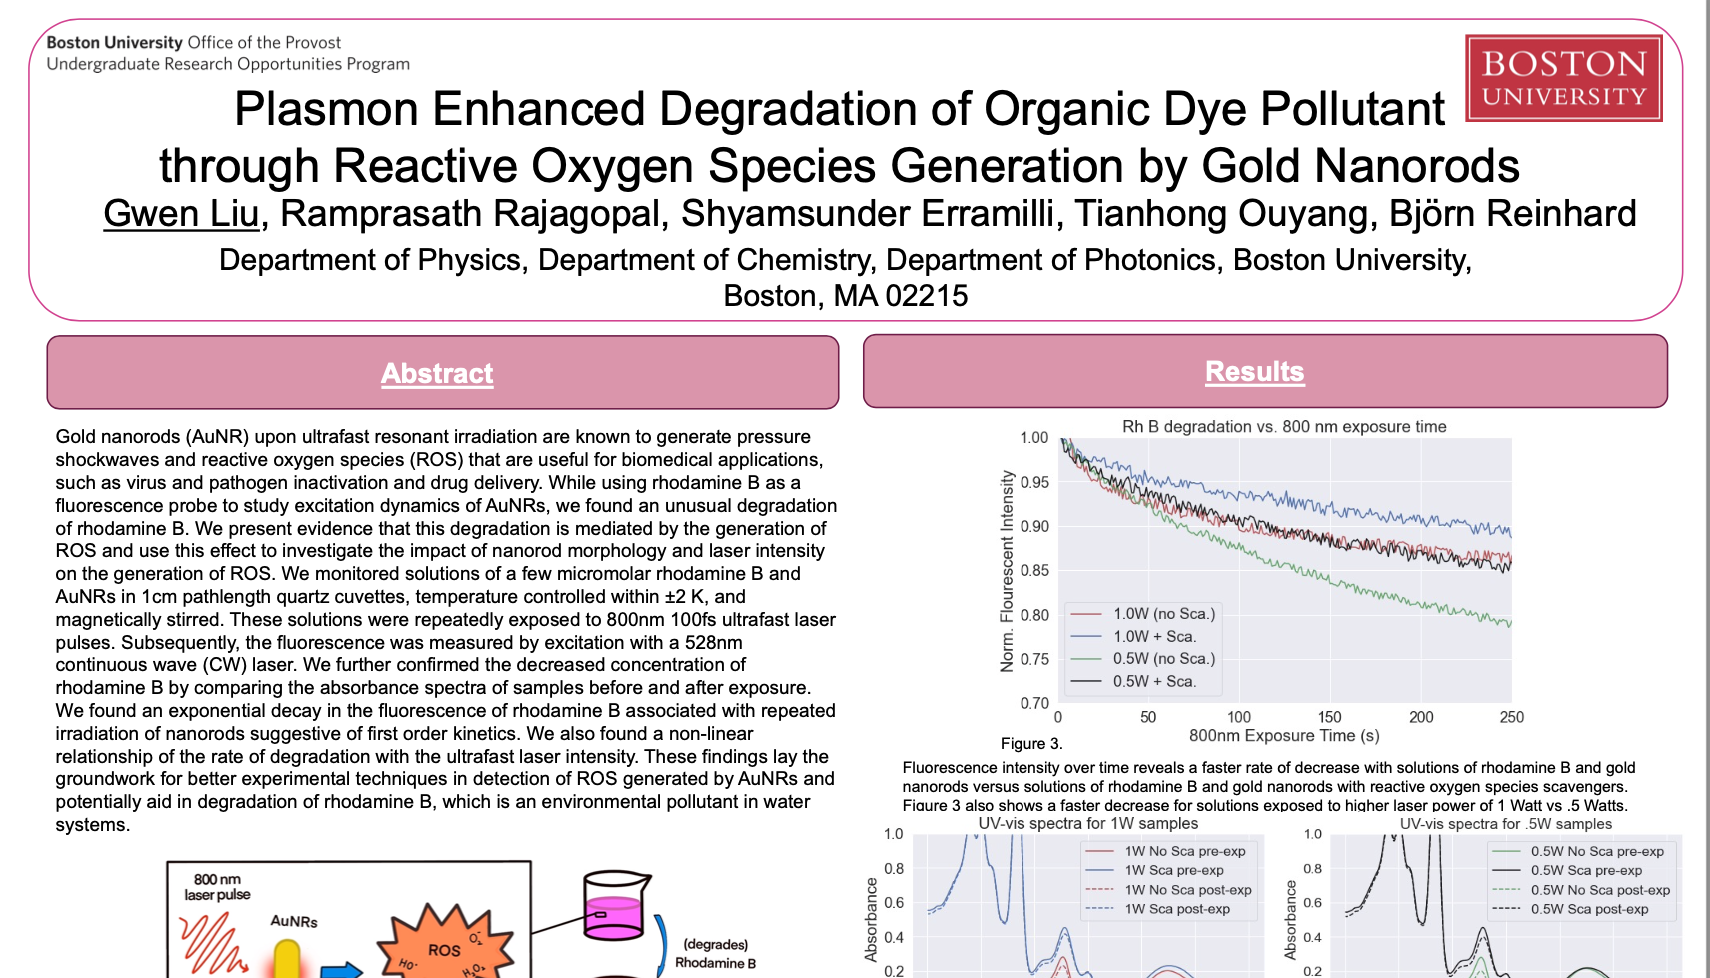 Boston University Office of the Provost
Undergraduate Research Opportunities Program
BOSTON
UNIVERSITY
Plasmon Enhanced Degradation of Organic Dye Pollutant
through Reactive Oxygen Species Generation by Gold Nanorods
Gwen Liu, Ramprasath Rajagopal, Shyamsunder Erramilli, Tianhong Ouyang, Björn Reinhard
Department of Physics, Department of Chemistry, Department of Photonics, Boston University,
Boston, MA 02215
Abstract
Gold nanorods (AuNR) upon ultrafast resonant irradiation are known to generate pressure
shockwaves and reactive oxygen species (ROS) that are useful for biomedical applications,
such as virus and pathogen inactivation and drug delivery. While using rhodamine B as a
fluorescence probe to study excitation dynamics of AuNRs, we found an unusual degradation
of rhodamine B. We present evidence that this degradation is mediated by the generation of
ROS and use this effect to investigate the impact of nanorod morphology and laser intensity
on the generation of ROS. We monitored solutions of a few micromolar rhodamine B and
AuNRs in 1cm pathlength quartz cuvettes, temperature controlled within ±2 K, and
magnetically stirred. These solutions were repeatedly exposed to 800nm 100fs ultrafast laser
pulses. Subsequently, the fluorescence was measured by excitation with a 528nm
continuous wave (CW) laser. We further confirmed the decreased concentration of
rhodamine B by comparing the absorbance spectra of samples before and after exposure.
We found an exponential decay in the fluorescence of rhodamine B associated with repeated
irradiation of nanorods suggestive of first order kinetics. We also found a non-linear
relationship of the rate of degradation with the ultrafast laser intensity. These findings lay the
groundwork for better experimental techniques in detection of ROS generated by AuNRs and
potentially aid in degradation of rhodamine B, which is an environmental pollutant in water
systems.
800 nm
laser pulse
AuNRs
ROS
O₂⁻
HO·
H₂O₂
(degrades)
Rhodamine B
Results
Rh B degradation vs. 800 nm exposure time
Norm. Flourescent Intensity
1.00
0.95
0.90
0.85
0.80
0.75
0.70
1.0W (no Sca.)
1.0W + Sca.
0.5W (no Sca.)
0.5W + Sca.
0 50 100 150 200 250
800nm Exposure Time (s)
Figure 3.
Fluorescence intensity over time reveals a faster rate of decrease with solutions of rhodamine B and gold
nanorods versus solutions of rhodamine B and gold nanorods with reactive oxygen species scavengers.
Figure 3 also shows a faster decrease for solutions exposed to higher laser power of 1 Watt vs .5 Watts.
UV-vis spectra for 1W samples
Absorbance
1.0
0.8
0.6
0.4
0.2
1W No Sca pre-exp
1W Sca pre-exp
1W No Sca post-exp
1W Sca post-exp
UV-vis spectra for .5W samples
Absorbance
1.0
0.8
0.6
0.4
0.2
0.5W No Sca pre-exp
0.5W Sca pre-exp
0.5W No Sca post-exp
0.5W Sca post-exp